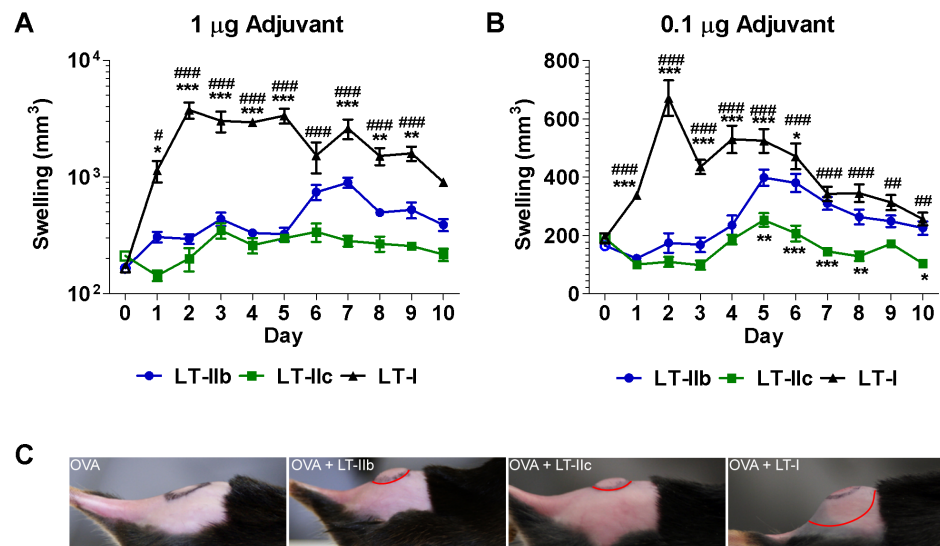 A
1 μg Adjuvant
Swelling (mm³)
10⁴
10³
10²
#
*
###
***
###
***
###
***
###
***
###
###
***
###
**
###
**
0 1 2 3 4 5 6 7 8 9 10
Day
LT-IIb LT-IIc LT-I
B
0.1 μg Adjuvant
Swelling (mm³)
800
600
400
200
0
###
***
###
***
###
***
###
***
###
***
###
*
###
###
##
##
**
***
***
**
*
0 1 2 3 4 5 6 7 8 9 10
Day
LT-IIb LT-IIc LT-I
C
OVA
OVA + LT-IIb
OVA + LT-IIc
OVA + LT-I